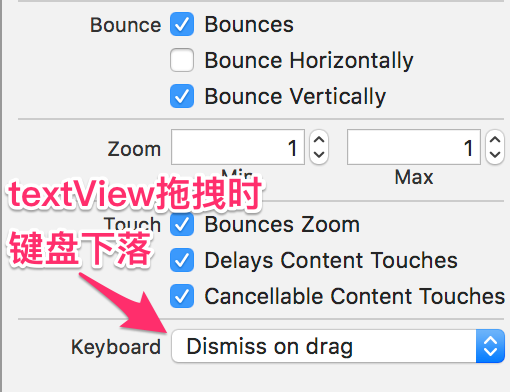 Bounce Bounces
Bounce Horizontally
Bounce Vertically
Zoom 1 1
Min Max
textView拖拽时
键盘下落
Touch Bounces Zoom
Delays Content Touches
Cancellable Content Touches
Keyboard Dismiss on drag